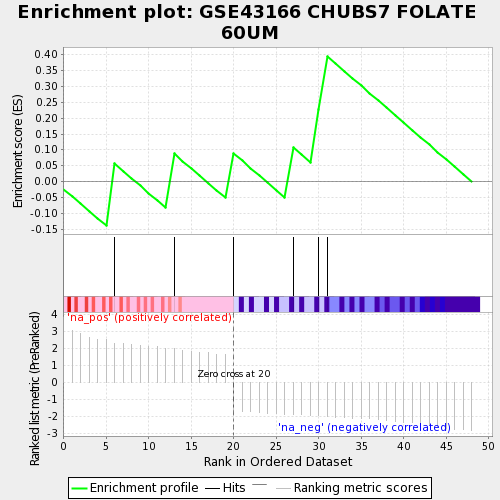 Enrichment plot: GSE43166 CHUBS7 FOLATE
60UM
Enrichment score (ES)
0.40
0.35
0.30
0.25
0.20
0.15
0.10
0.05
0.00
-0.05
-0.10
-0.15
'na_pos' (positively correlated)
Zero cross at 20
'na_neg' (negatively correlated)
Ranked list metric (PreRanked)
4
3
2
1
0
-1
-2
-3
0 5 10 15 20 25 30 35 40 45 50
Rank in Ordered Dataset
Enrichment profile Hits Ranking metric scores